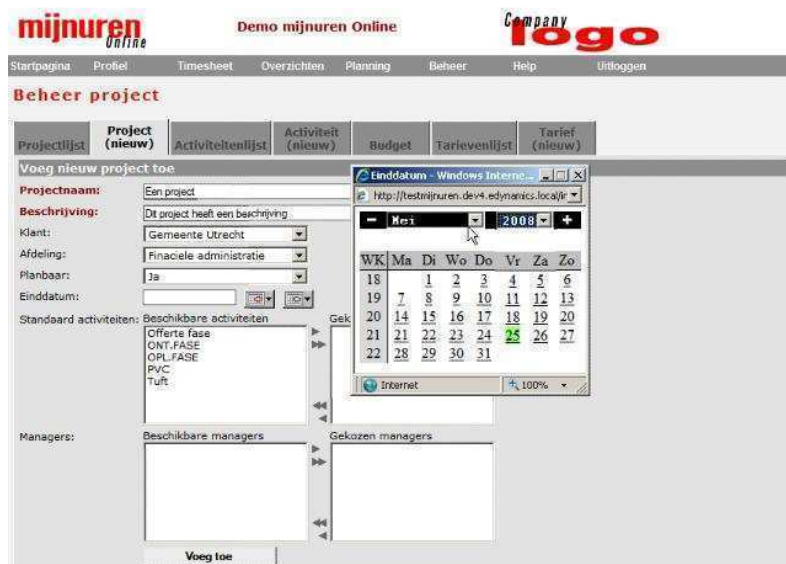 mijnuren Online
Demo mijnuren Online
Company logo
Startpagina Profiel Timesheet Overzichten Planning Beheer Help Uitloggen
Beheer project
Projectlijst Project (nieuw) Activiteitenlijst Activiteit (nieuw) Budget Tarievenlijst Tarief (nieuw)
Voeg nieuw project toe
Projectnaam: Een project
Beschrijving: Dit project heeft een beschrijving
Klant: Gemeente Utrecht
Afdeling: Finaciele administratie
Planbaar: Ja
Einddatum:
Standaard activiteiten: Beschikbare activiteiten Gek
Offerte fase
ONT.FASE
OPL.FASE
PVC
Tuft
Managers: Beschikbare managers Gekozen managers
Voeg toe
Einddatum - Windows Interne...
http://testmijnuren.dev4.edynamics.local/ir
- Mei 2008 +
WK Ma Di Wo Do Vr Za Zo
18 1 2 3 4 5 6
19 7 8 9 10 11 12 13
20 14 15 16 17 18 19 20
21 21 22 23 24 25 26 27
22 28 29 30 31
Internet 100%